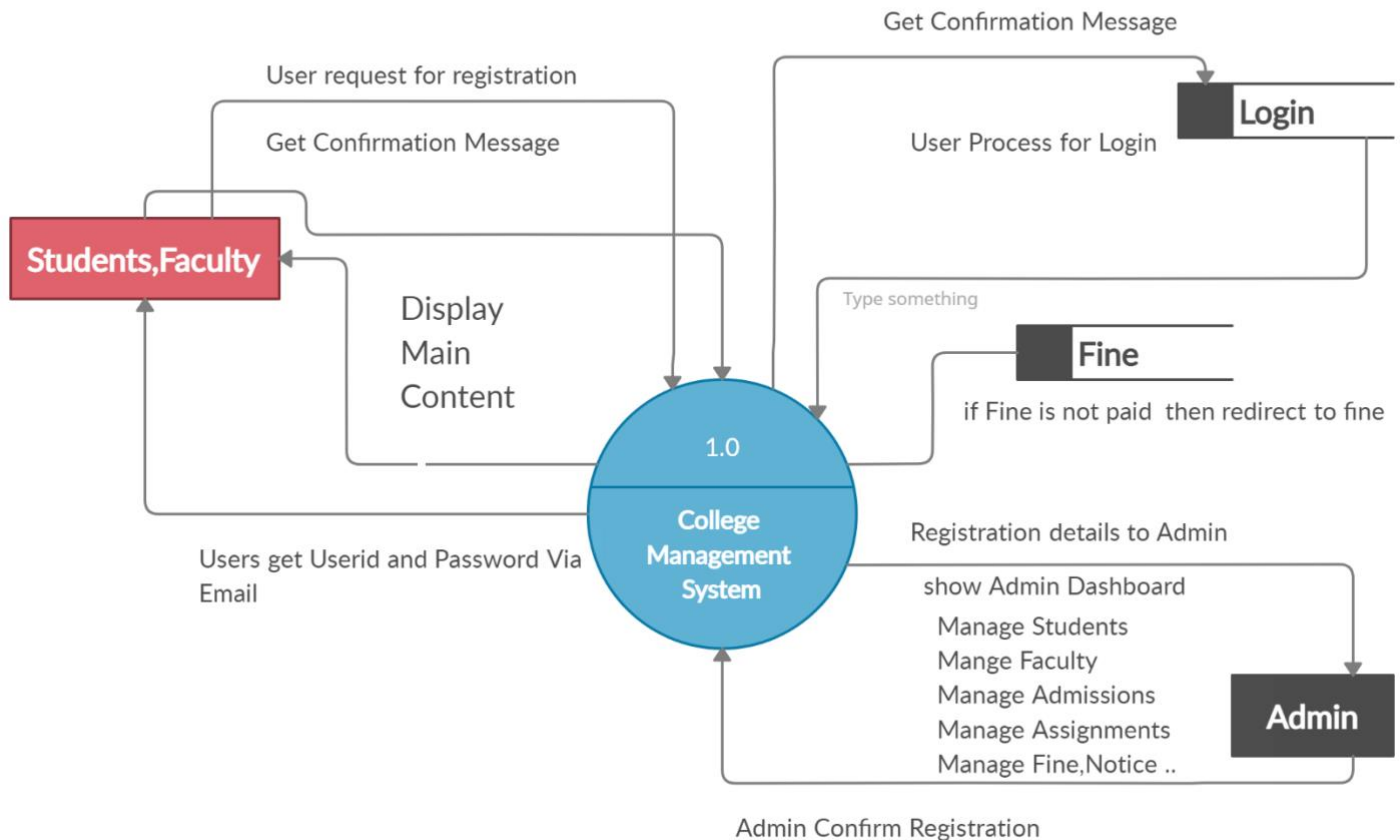 Get Confirmation Message
User request for registration
Login
Get Confirmation Message
User Process for Login
Students,Faculty
Type something
Display
Main
Content
Fine
if Fine is not paid then redirect to fine
1.0
College
Management
System
Registration details to Admin
Users get Userid and Password Via
Email
show Admin Dashboard
Manage Students
Mange Faculty
Manage Admissions
Manage Assignments
Manage Fine,Notice ..
Admin
Admin Confirm Registration